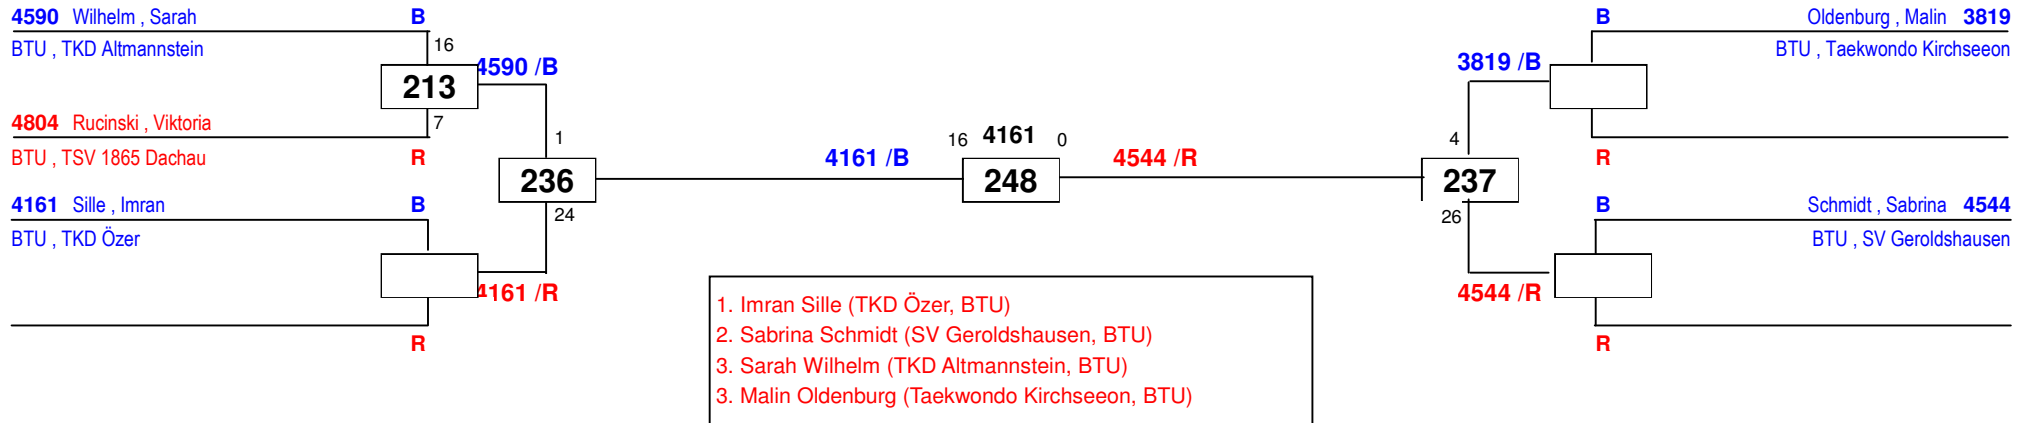 4590 Wilhelm , Sarah B
BTU , TKD Altmannstein
16
4590 /B
213
4804 Rucinski , Viktoria
7
BTU , TSV 1865 Dachau R
1
236
24
4161 Sille , Imran B
BTU , TKD Özer
4161 /R
R
4161 /B
16 4161 0
248
4544 /R
B Oldenburg , Malin 3819
BTU , Taekwondo Kirchseeon
3819 /B
R
4
237
26
B Schmidt , Sabrina 4544
BTU , SV Geroldshausen
4544 /R
R
1. Imran Sille (TKD Özer, BTU)
2. Sabrina Schmidt (SV Geroldshausen, BTU)
3. Sarah Wilhelm (TKD Altmannstein, BTU)
3. Malin Oldenburg (Taekwondo Kirchseeon, BTU)